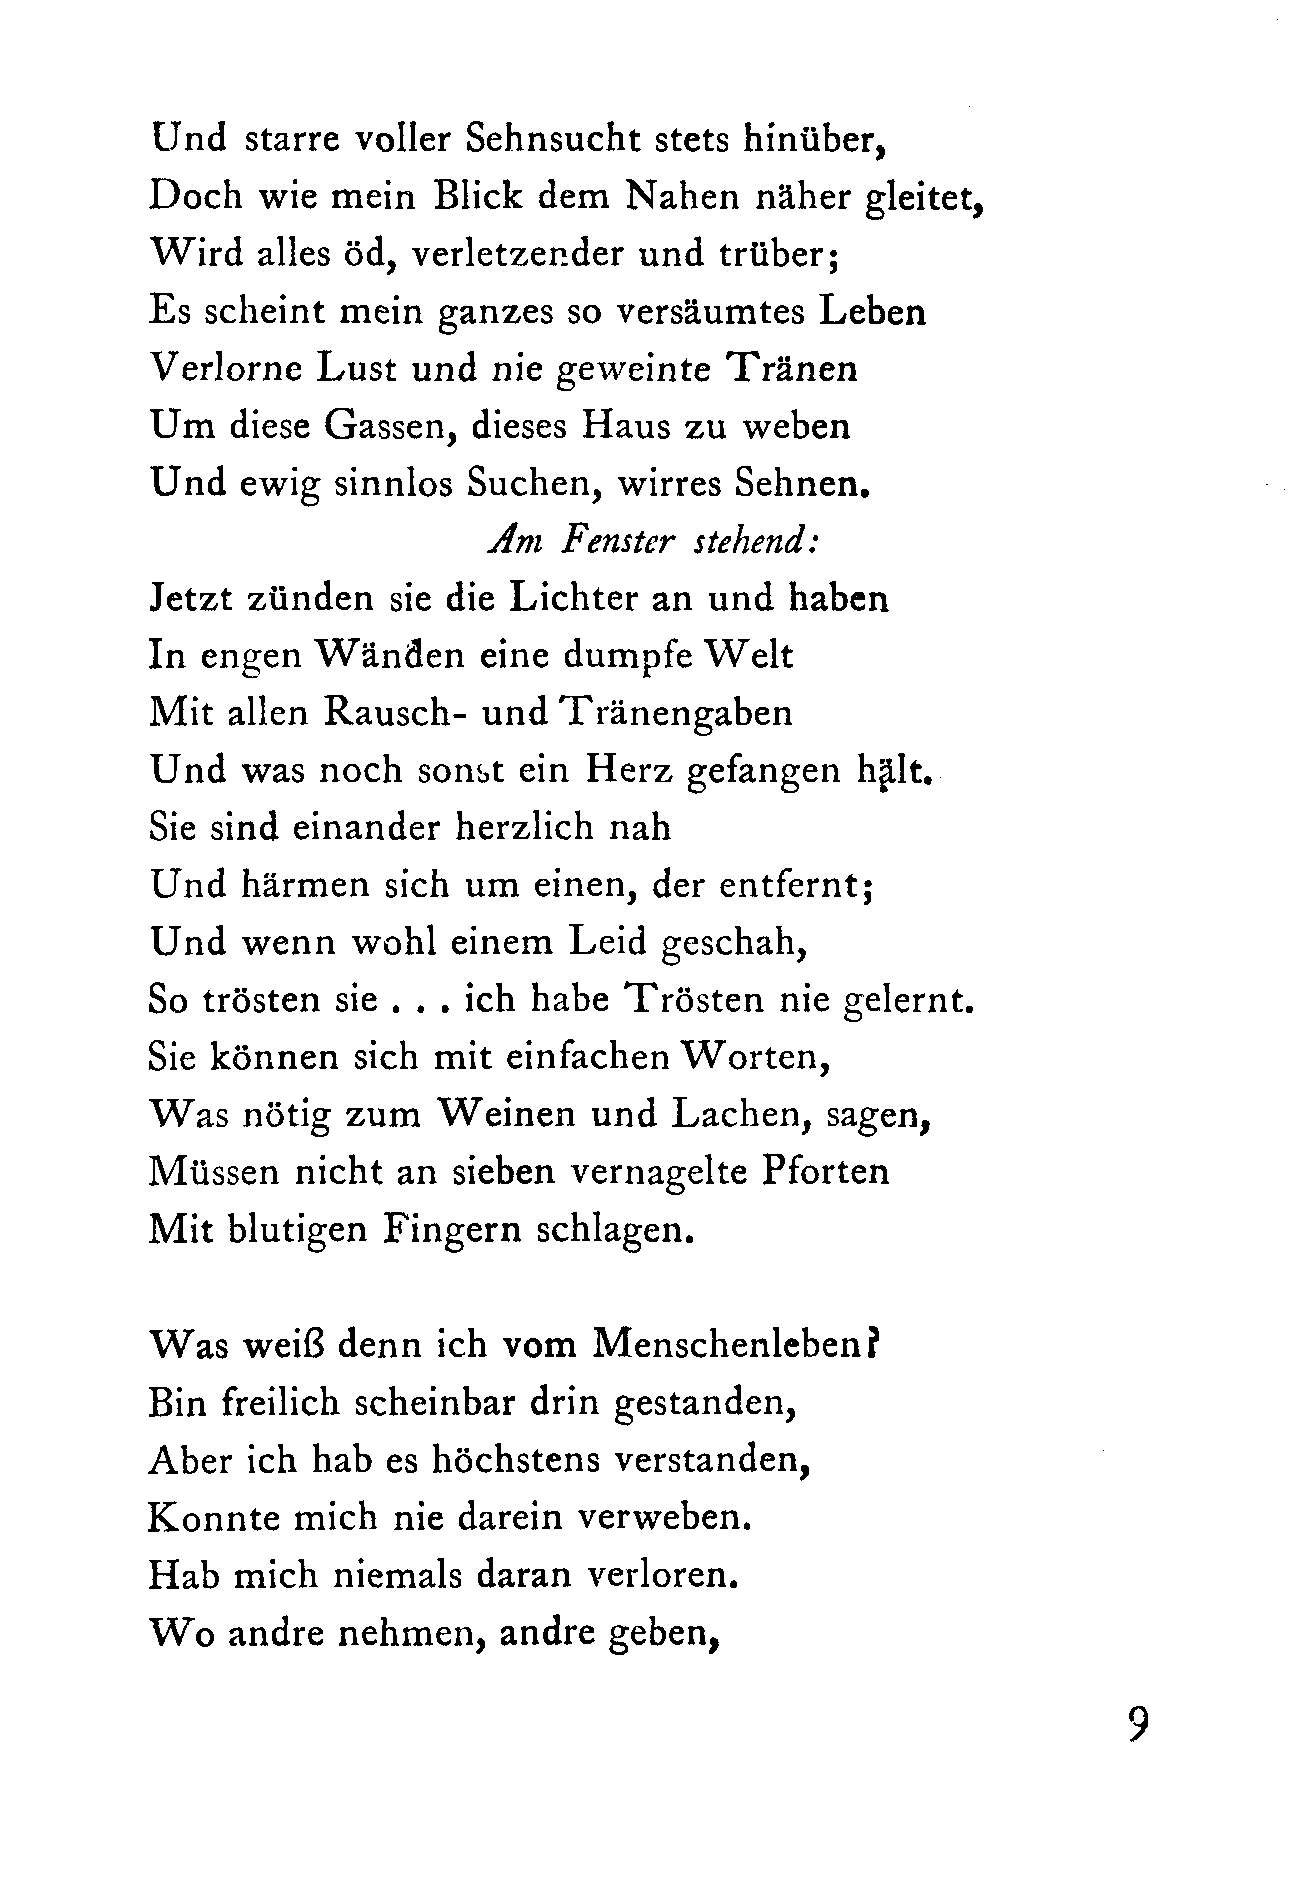 Und starre voller Sehnsucht stets hinüber,
Doch wie mein Blick dem Nahen näher gleitet,
Wird alles öd, verletzender und trüber;
Es scheint mein ganzes so versäumtes Leben
Verlorne Lust und nie geweinte Tränen
Um diese Gassen, dieses Haus zu weben
Und ewig sinnlos Suchen, wirres Sehnen.
Am Fenster stehend:
Jetzt zünden sie die Lichter an und haben
In engen Wänden eine dumpfe Welt
Mit allen Rausch- und Tränengaben
Und was noch sonst ein Herz gefangen hält.
Sie sind einander herzlich nah
Und härmen sich um einen, der entfernt;
Und wenn wohl einem Leid geschah,
So trösten sie . . . ich habe Trösten nie gelernt.
Sie können sich mit einfachen Worten,
Was nötig zum Weinen und Lachen, sagen,
Müssen nicht an sieben vernagelte Pforten
Mit blutigen Fingern schlagen.

Was weiß denn ich vom Menschenleben?
Bin freilich scheinbar drin gestanden,
Aber ich hab es höchstens verstanden,
Konnte mich nie darein verweben.
Hab mich niemals daran verloren.
Wo andre nehmen, andre geben,
9